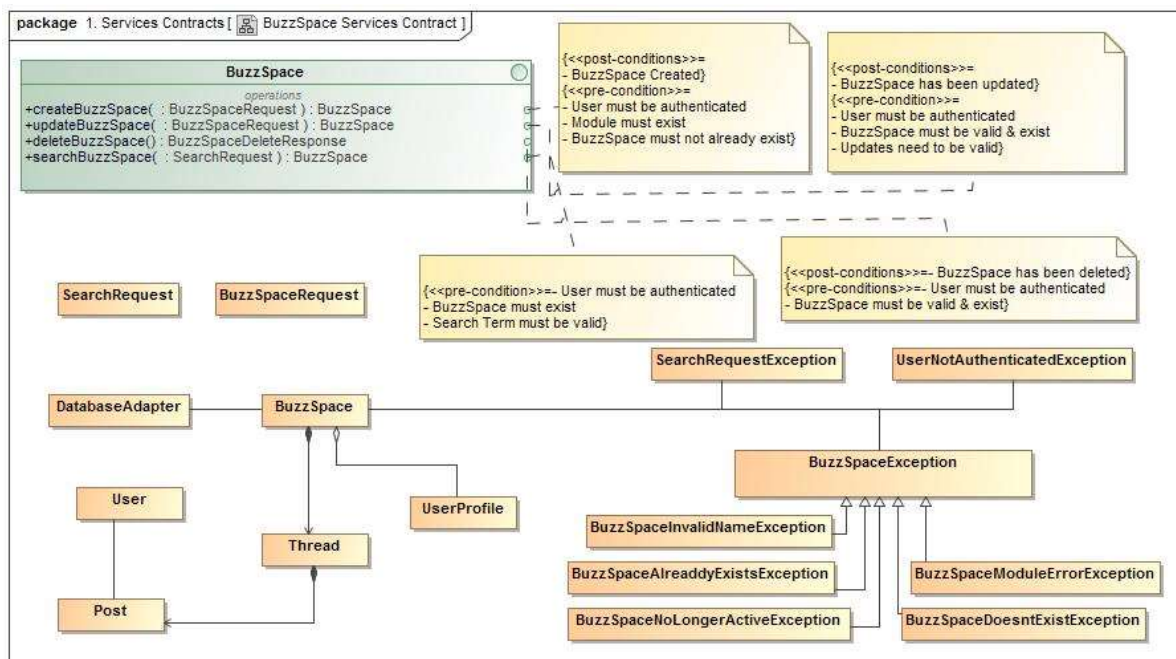 package 1. Services Contracts [ BuzzSpace Services Contract ]
BuzzSpace
operations
+createBuzzSpace( : BuzzSpaceRequest ) : BuzzSpace
+updateBuzzSpace( : BuzzSpaceRequest ) : BuzzSpace
+deleteBuzzSpace() : BuzzSpaceDeleteResponse
+searchBuzzSpace( : SearchRequest ) : BuzzSpace
{<<post-conditions>>=
- BuzzSpace Created}
{<<pre-condition>>=
- User must be authenticated
- Module must exist
- BuzzSpace must not already exist}
{<<post-conditions>>=
- BuzzSpace has been updated}
{<<pre-condition>>=
- User must be authenticated
- BuzzSpace must be valid & exist
- Updates need to be valid}
{<<pre-condition>>=- User must be authenticated
- BuzzSpace must exist
- Search Term must be valid}
{<<post-conditions>>=- BuzzSpace has been deleted}
{<<pre-conditions>>=- User must be authenticated
- BuzzSpace must be valid & exist}
SearchRequest
BuzzSpaceRequest
SearchRequestException
UserNotAuthenticatedException
DatabaseAdapter
BuzzSpace
BuzzSpaceException
User
UserProfile
BuzzSpaceInvalidNameException
Thread
BuzzSpaceAlreaddyExistsException
BuzzSpaceModuleErrorException
Post
BuzzSpaceNoLongerActiveException
BuzzSpaceDoesntExistException